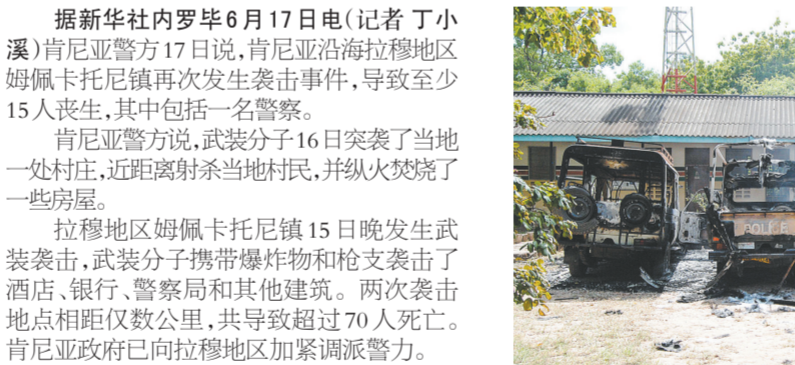 据新华社内罗毕6月17日电(记者 丁小
溪)肯尼亚警方17日说,肯尼亚沿海拉穆地区
姆佩卡托尼镇再次发生袭击事件,导致至少
15人丧生,其中包括一名警察。
肯尼亚警方说,武装分子16日突袭了当地
一处村庄,近距离射杀当地村民,并纵火焚烧了
一些房屋。
拉穆地区姆佩卡托尼镇15日晚发生武
装袭击,武装分子携带爆炸物和枪支袭击了
酒店、银行、警察局和其他建筑。两次袭击
地点相距仅数公里,共导致超过70人死亡。
肯尼亚政府已向拉穆地区加紧调派警力。